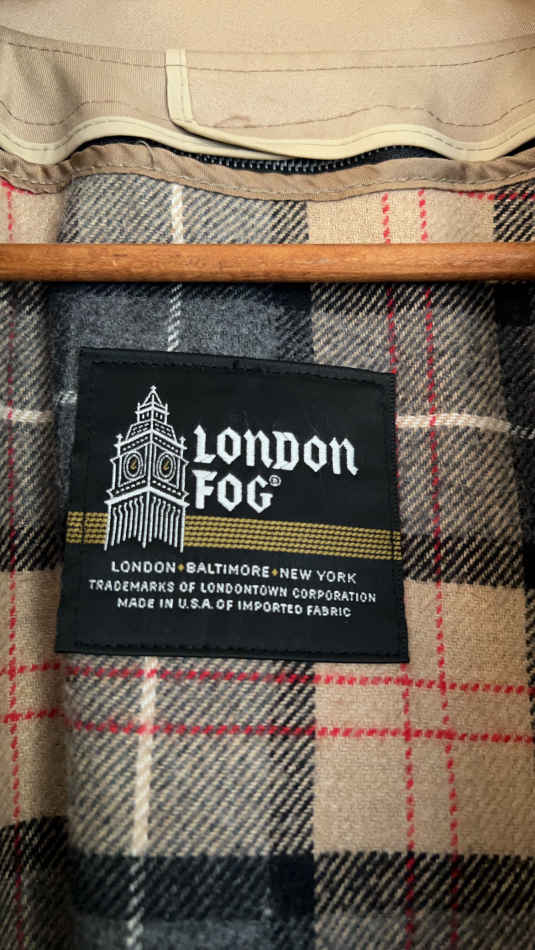 LONDON
FOG®
LONDON•BALTIMORE•NEW YORK
TRADEMARKS OF LONDONTOWN CORPORATION
MADE IN U.S.A. OF IMPORTED FABRIC